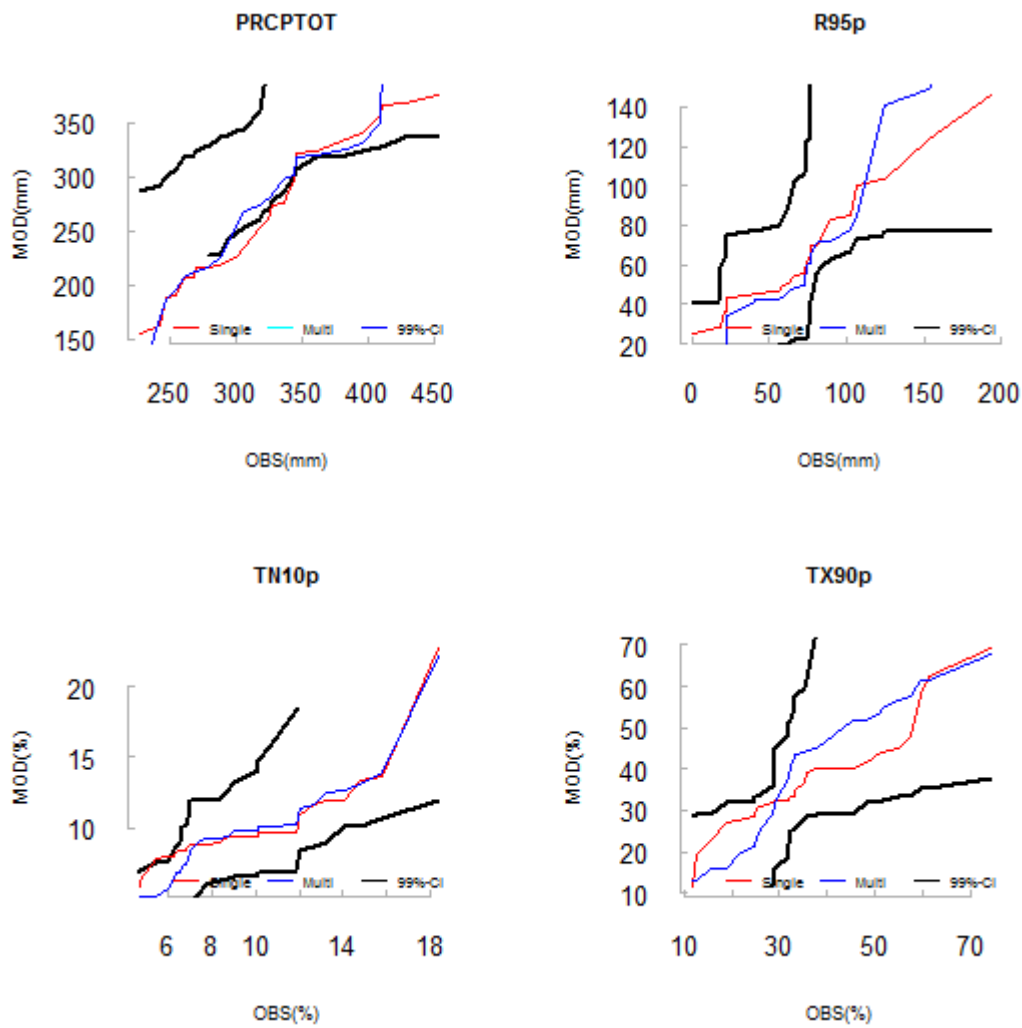 PRCPTOT
MOD(mm)
350
300
250
200
150
Single Multi 99%-CI
250 300 350 400 450
OBS(mm)
R95p
MOD(mm)
140
120
100
80
60
40
20
Single Multi 99%-CI
0 50 100 150 200
OBS(mm)
TN10p
MOD(%)
20
15
10
Single Multi 99%-CI
6 8 10 14 18
OBS(%)
TX90p
MOD(%)
70
60
50
40
30
20
10
Single Multi 99%-CI
10 30 50 70
OBS(%)